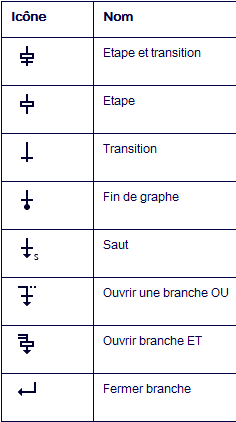 Icône Nom
Etape et transition
Etape
Transition
Fin de graphe
s Saut
Ouvrir une branche OU
Ouvrir branche ET
Fermer branche